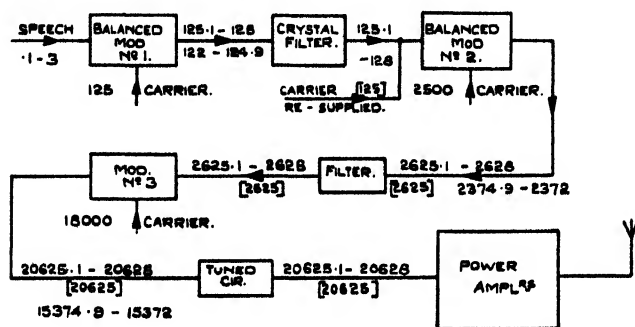 SPEECH
·1-3
BALANCED
MOD
Nº 1.
125·1 - 128
122 - 124·9
CRYSTAL
FILTER.
125·1
-128
BALANCED
MOD
Nº 2.
125
CARRIER.
CARRIER [125]
RE-SUPPLIED.
2500
CARRIER.
MOD.
Nº 3
2625·1 - 2628
[2625]
FILTER.
2625·1 - 2628
[2625]
2374·9 - 2372
18000
CARRIER.
20625·1 - 20628
[20625]
15374·9 - 15372
TUNED
CIR.
20625·1 - 20628
[20625]
POWER
AMPLRS